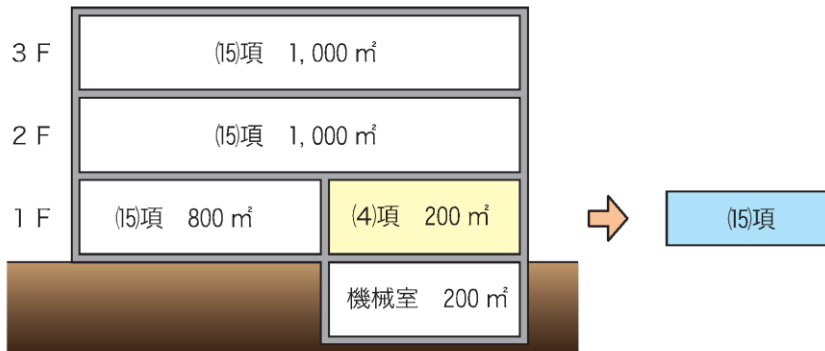 3 F ⒂項 1,000 ㎡
2 F ⒂項 1,000 ㎡
1 F ⒂項 800 ㎡ ⑷項 200 ㎡ ⒂項
機械室 200 ㎡